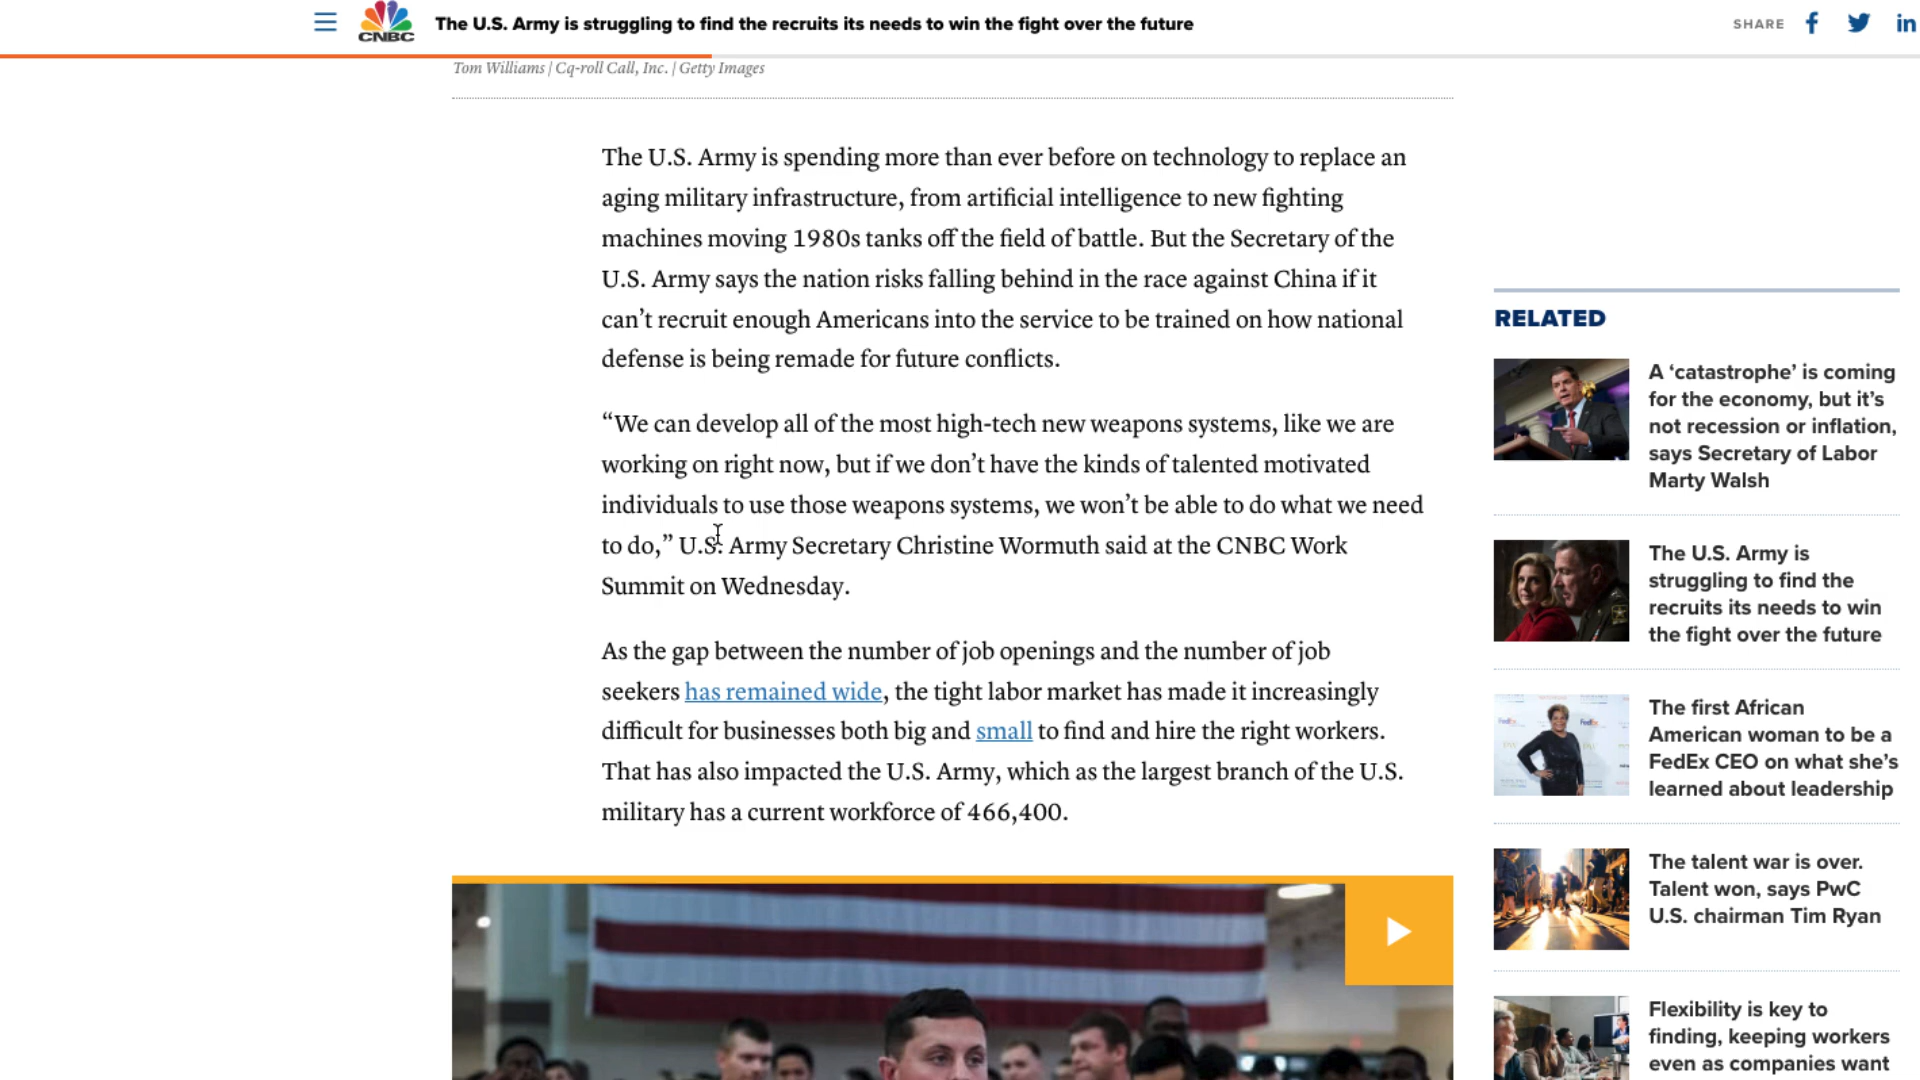 CNBC
The U.S. Army is struggling to find the recruits its needs to win the fight over the future
SHARE
Tom Williams | Cq-roll Call, Inc. | Getty Images
The U.S. Army is spending more than ever before on technology to replace an
aging military infrastructure, from artificial intelligence to new fighting
machines moving 1980s tanks off the field of battle. But the Secretary of the
U.S. Army says the nation risks falling behind in the race against China if it
can’t recruit enough Americans into the service to be trained on how national
defense is being remade for future conflicts.
“We can develop all of the most high-tech new weapons systems, like we are
working on right now, but if we don’t have the kinds of talented motivated
individuals to use those weapons systems, we won’t be able to do what we need
to do,” U.S. Army Secretary Christine Wormuth said at the CNBC Work
Summit on Wednesday.
As the gap between the number of job openings and the number of job
seekers has remained wide, the tight labor market has made it increasingly
difficult for businesses both big and small to find and hire the right workers.
That has also impacted the U.S. Army, which as the largest branch of the U.S.
military has a current workforce of 466,400.
RELATED
A ‘catastrophe’ is coming
for the economy, but it’s
not recession or inflation,
says Secretary of Labor
Marty Walsh
The U.S. Army is
struggling to find the
recruits its needs to win
the fight over the future
The first African
American woman to be a
FedEx CEO on what she’s
learned about leadership
The talent war is over.
Talent won, says PwC
U.S. chairman Tim Ryan
Flexibility is key to
finding, keeping workers
even as companies want